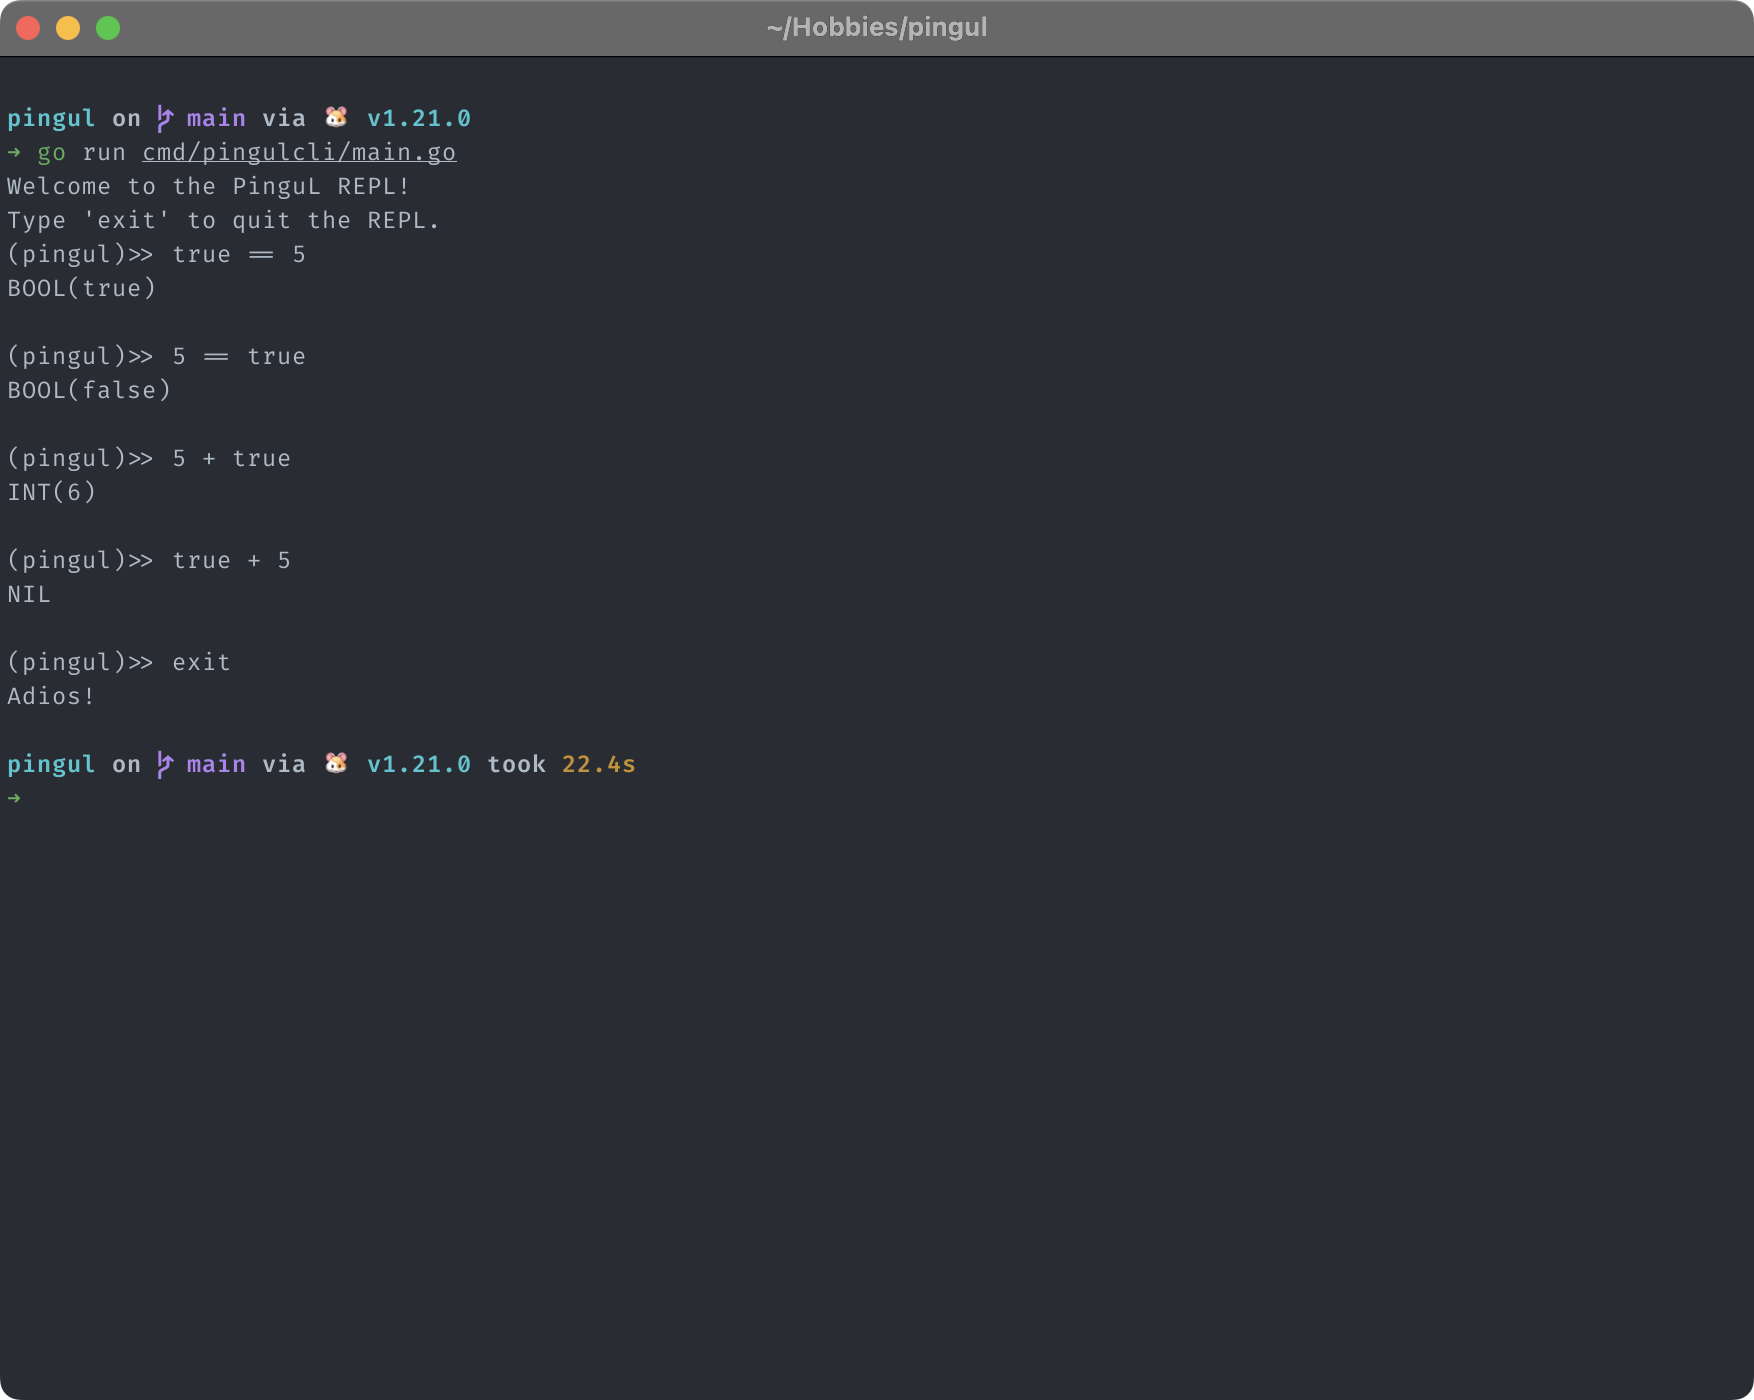 ~/Hobbies/pingul
pingul on main via 🐹 v1.21.0
→ go run cmd/pingulcli/main.go
Welcome to the PinguL REPL!
Type 'exit' to quit the REPL.
(pingul)>> true == 5
BOOL(true)
(pingul)>> 5 == true
BOOL(false)
(pingul)>> 5 + true
INT(6)
(pingul)>> true + 5
NIL
(pingul)>> exit
Adios!
pingul on main via 🐹 v1.21.0 took 22.4s
→